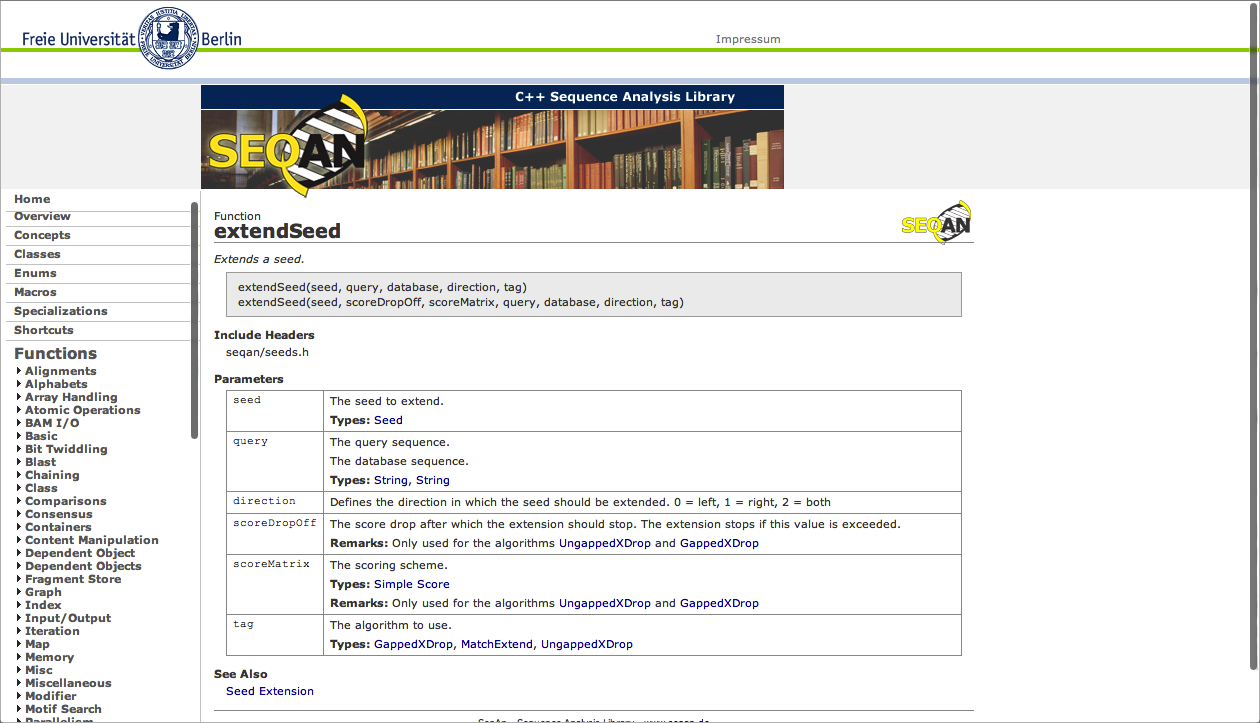 Freie Universität Berlin
Impressum
C++ Sequence Analysis Library
SEQAN
Home
Overview
Concepts
Classes
Enums
Macros
Specializations
Shortcuts
Functions
Alignments
Alphabets
Array Handling
Atomic Operations
BAM I/O
Basic
Bit Twiddling
Blast
Chaining
Class
Comparisons
Consensus
Containers
Content Manipulation
Dependent Object
Dependent Objects
Fragment Store
Graph
Index
Input/Output
Iteration
Map
Memory
Misc
Miscellaneous
Modifier
Motif Search
Parallelism
Function
extendSeed
SEQAN
Extends a seed.
extendSeed(seed, query, database, direction, tag)
extendSeed(seed, scoreDropOff, scoreMatrix, query, database, direction, tag)
Include Headers
seqan/seeds.h
Parameters
seed The seed to extend.
Types: Seed
query The query sequence.
The database sequence.
Types: String, String
direction Defines the direction in which the seed should be extended. 0 = left, 1 = right, 2 = both
scoreDropOff The score drop after which the extension should stop. The extension stops if this value is exceeded.
Remarks: Only used for the algorithms UngappedXDrop and GappedXDrop
scoreMatrix The scoring scheme.
Types: Simple Score
Remarks: Only used for the algorithms UngappedXDrop and GappedXDrop
tag The algorithm to use.
Types: GappedXDrop, MatchExtend, UngappedXDrop
See Also
Seed Extension
SeqAn - Sequence Analysis Library - www.seqan.de